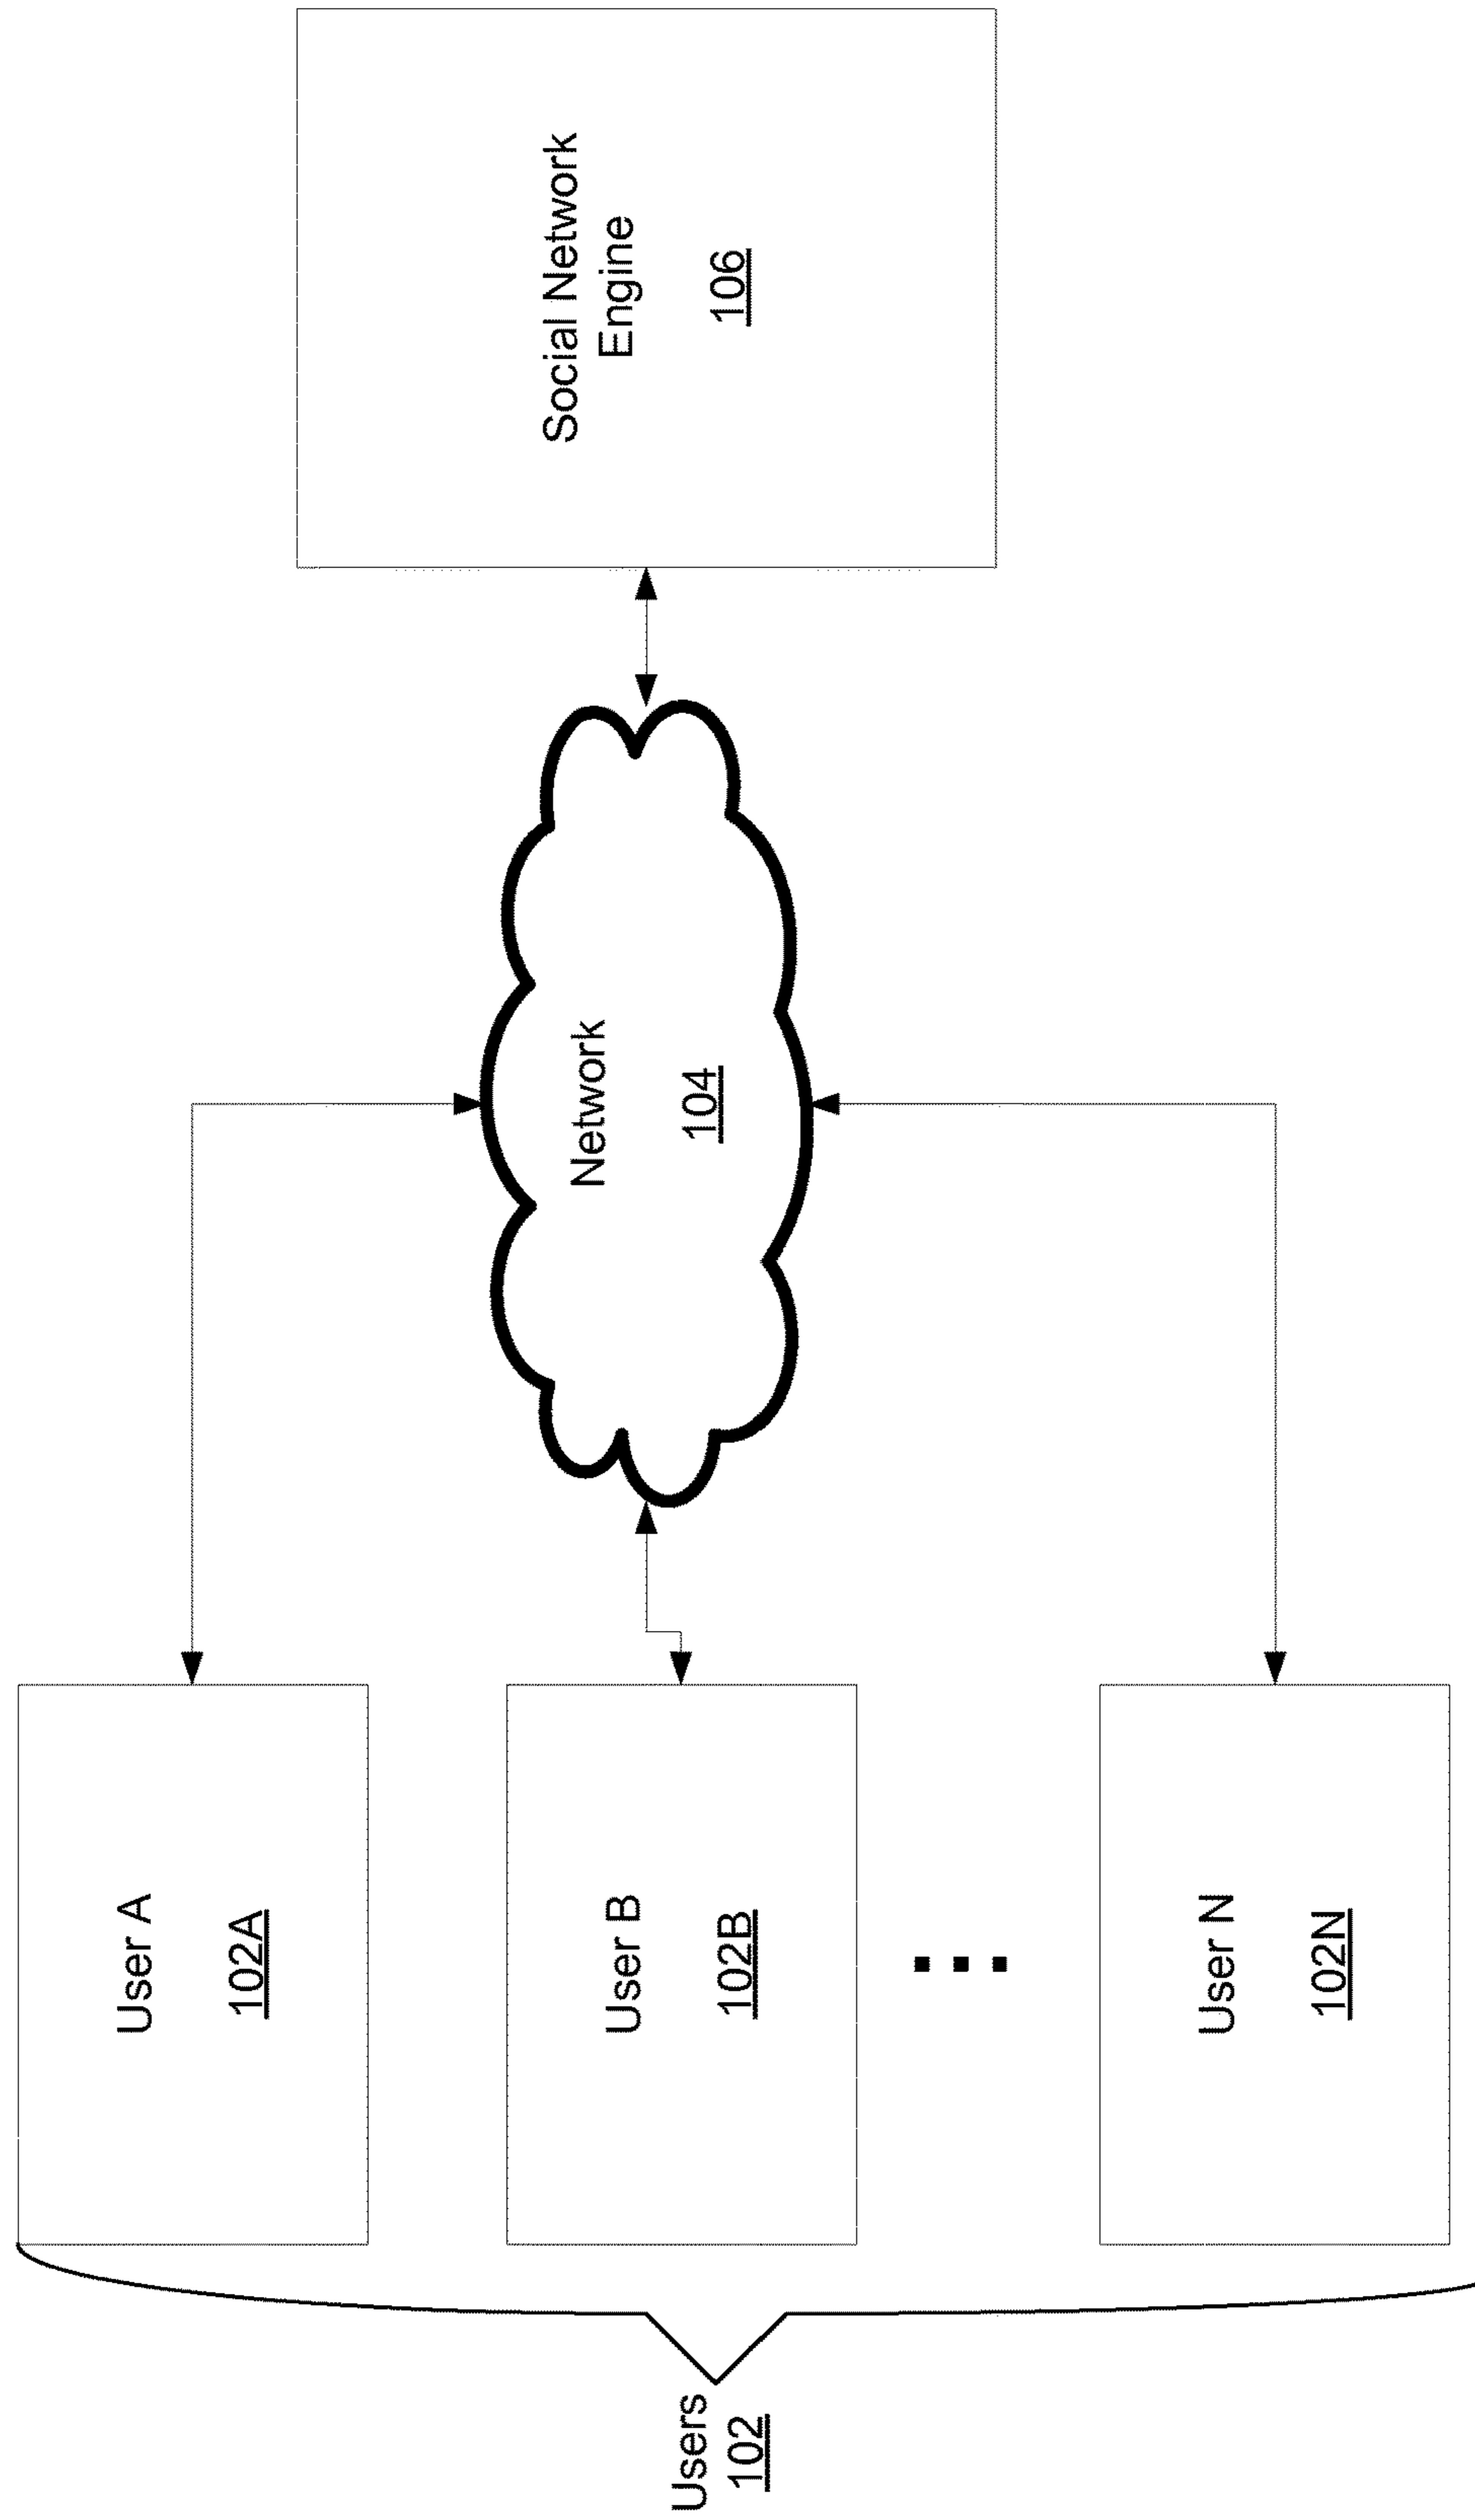 Users
102
User A
102A
User B
102B
User N
102N
Network
104
Social Network
Engine
106